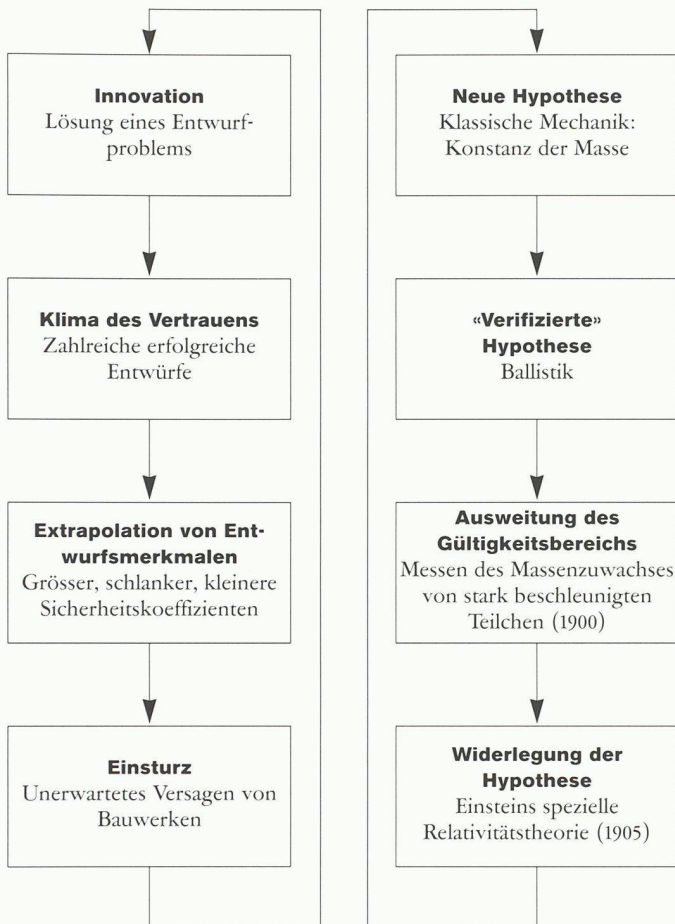 Innovation
Lösung eines Entwurf-
problems
Klima des Vertrauens
Zahlreiche erfolgreiche
Entwürfe
Extrapolation von Ent-
wurfsmerkmalen
Grösser, schlanker, kleinere
Sicherheitskoeffizienten
Einsturz
Unerwartetes Versagen von
Bauwerken
Neue Hypothese
Klassische Mechanik:
Konstanz der Masse
«Verifizierte»
Hypothese
Ballistik
Ausweitung des
Gültigkeitsbereichs
Messen des Massenzuwachses
von stark beschleunigten
Teilchen (1900)
Widerlegung der
Hypothese
Einsteins spezielle
Relativitätstheorie (1905)